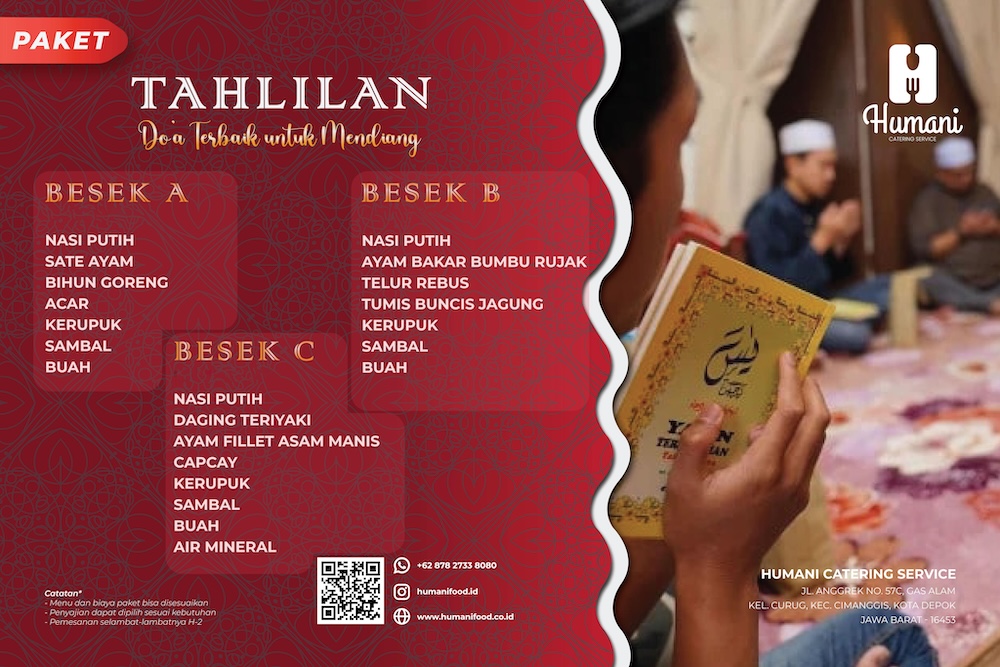 PAKET
TAHLILAN
Do'a Terbaik untuk Mendiang
BESEK A
NASI PUTIH
SATE AYAM
BIHUN GORENG
ACAR
KERUPUK
SAMBAL
BUAH
BESEK B
NASI PUTIH
AYAM BAKAR BUMBU RUJAK
TELUR REBUS
TUMIS BUNCIS JAGUNG
KERUPUK
SAMBAL
BUAH
BESEK C
NASI PUTIH
DAGING TERIYAKI
AYAM FILLET ASAM MANIS
CAPCAY
KERUPUK
SAMBAL
BUAH
AIR MINERAL
Catatan*
- Menu dan biaya paket bisa disesuaikan
- Penyajian dapat dipilih sesuai kebutuhan
- Pemesanan selambat-lambatnya H-2
+62 878 2733 8080
humanifood.id
www.humanifood.co.id
Humani
CATERING SERVICE
يس
HUMANI CATERING SERVICE
JL. ANGGREK NO. 57C, GAS ALAM
KEL. CURUG, KEC. CIMANGGIS, KOTA DEPOK
JAWA BARAT - 16453